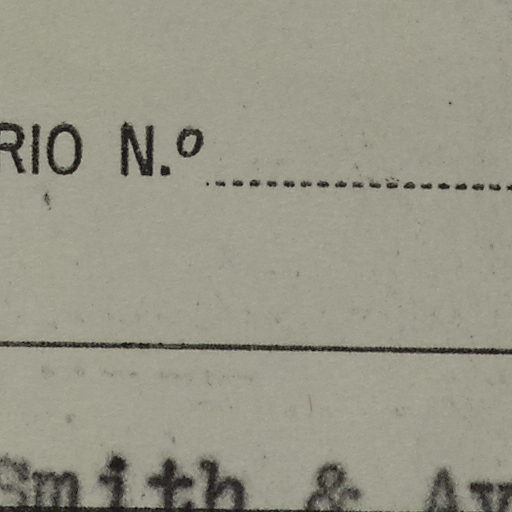 RIO N.º
Smith & Av